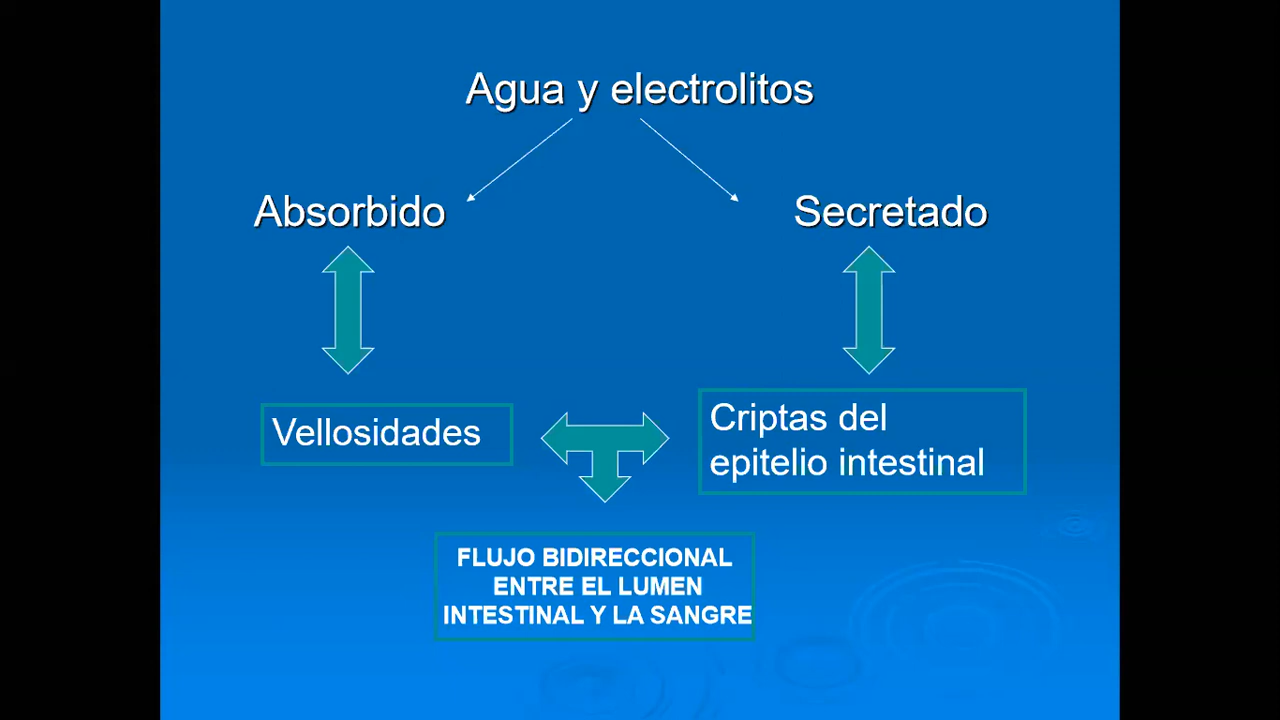 Agua y electrolitos
Absorbido
Secretado
Vellosidades
Criptas del
epitelio intestinal
FLUJO BIDIRECCIONAL
ENTRE EL LUMEN
INTESTINAL Y LA SANGRE